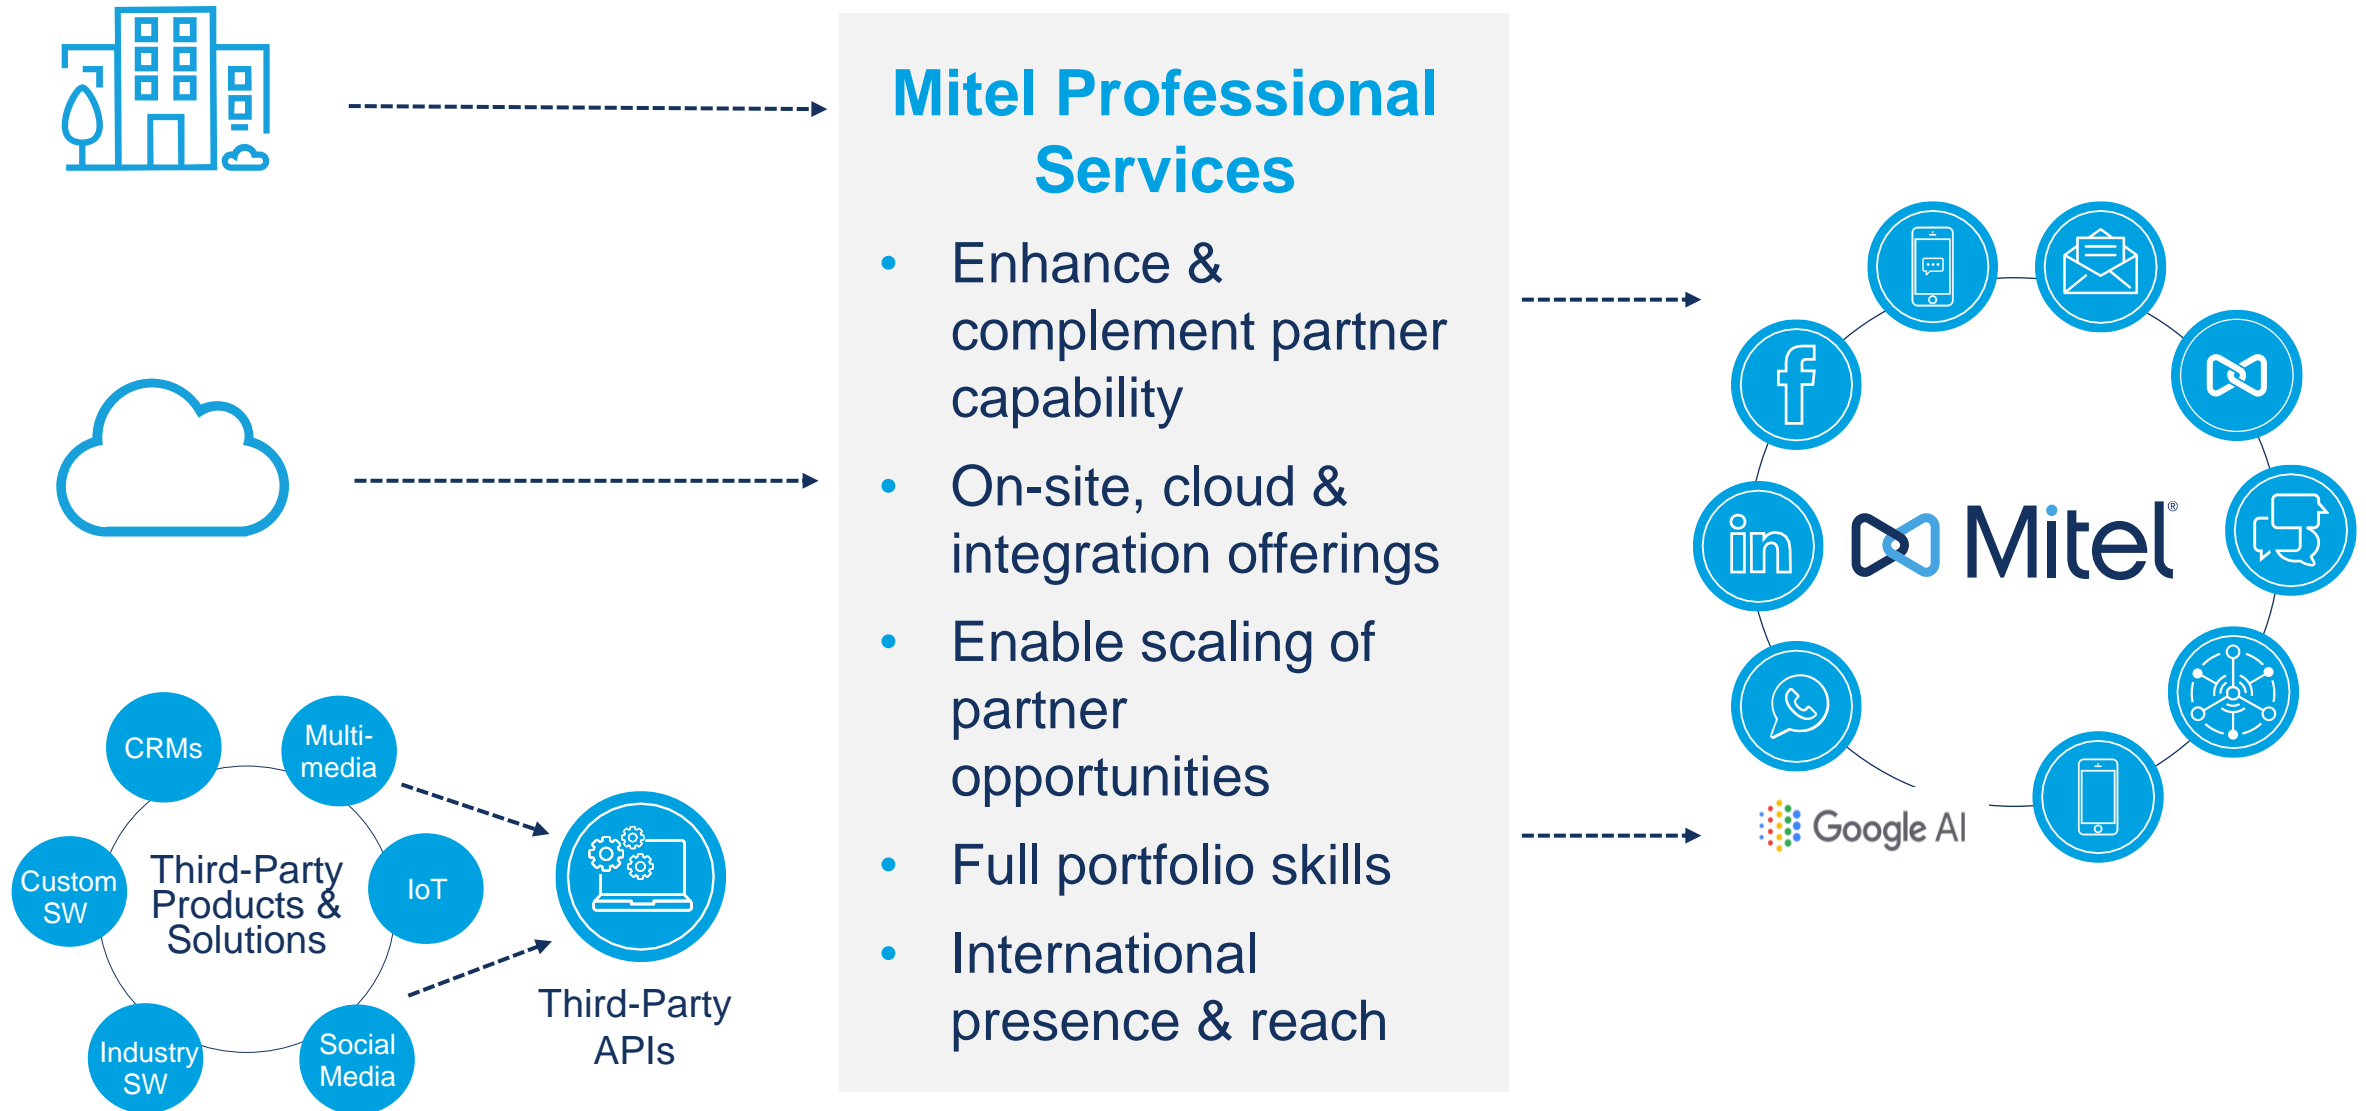 Mitel Professional
Services
• Enhance &
complement partner
capability
• On-site, cloud &
integration offerings
• Enable scaling of
partner
opportunities
• Full portfolio skills
• International
presence & reach
CRMs
Multi-
media
Custom
SW
Third-Party
Products &
Solutions
IoT
Industry
SW
Social
Media
Third-Party
APIs
f
in
Mitel®
Google AI